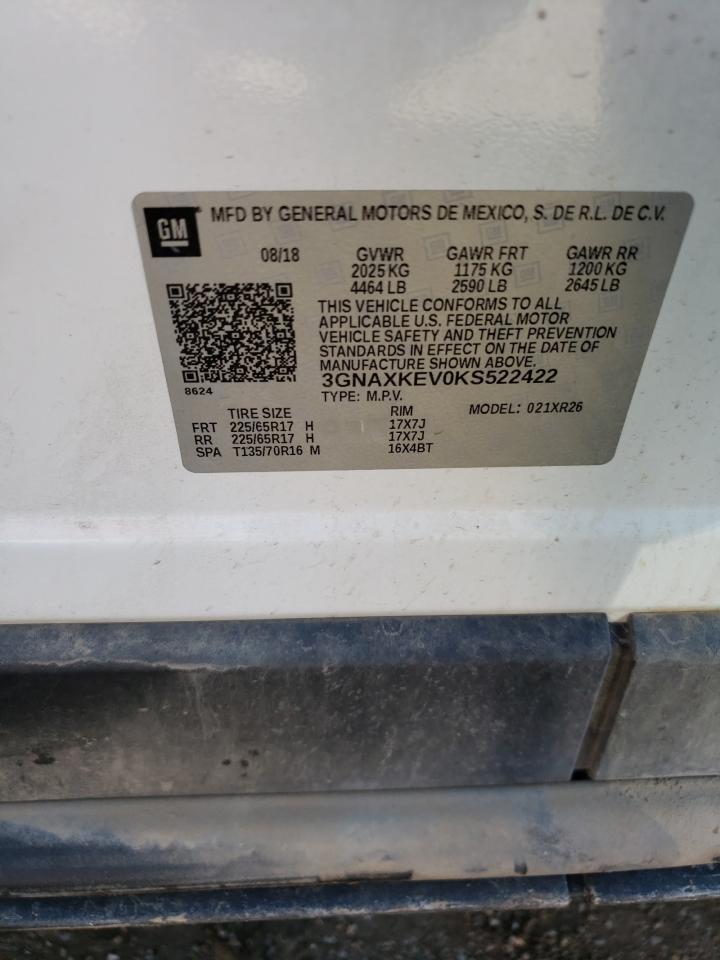 GM ® MFD BY GENERAL MOTORS DE MEXICO, S. DE R.L. DE C.V.
08/18 GVWR GAWR FRT GAWR RR
2025 KG 1175 KG 1200 KG
4464 LB 2590 LB 2645 LB
THIS VEHICLE CONFORMS TO ALL
APPLICABLE U.S. FEDERAL MOTOR
VEHICLE SAFETY AND THEFT PREVENTION
STANDARDS IN EFFECT ON THE DATE OF
MANUFACTURE SHOWN ABOVE.
3GNAXKEV0KS522422
8624
TYPE: M.P.V.
TIRE SIZE RIM MODEL: 021XR26
FRT 225/65R17 H 17X7J
RR 225/65R17 H 17X7J
SPA T135/70R16 M 16X4BT